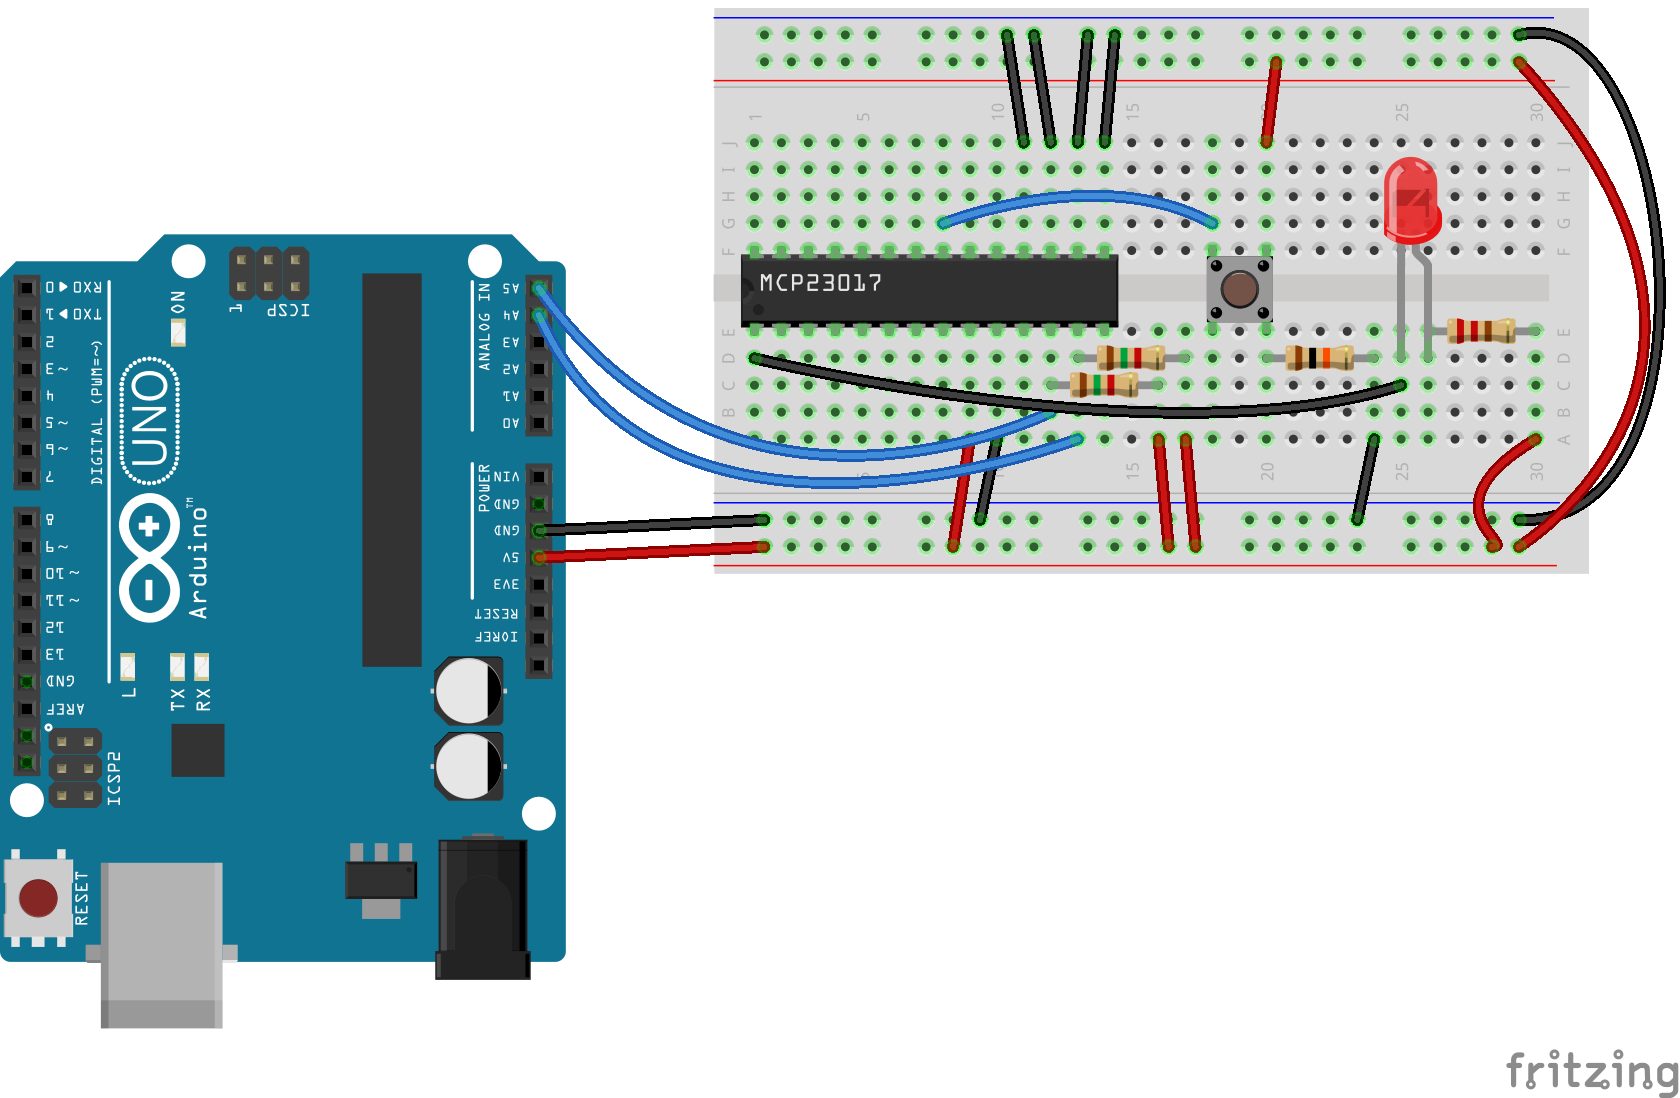 1
5
10
15
25
30
J
I
H
G
F
MCP23017
E
D
C
B
A
15
20
25
30
ON
1
ICSP
RX0
0
TX0
1
2
~3
4
~5
~6
7
8
~9
~10
~11
12
13
GND
AREF
DIGITAL (PWM=~)
UNO
Arduino™
ANALOG IN
A5
A4
A3
A2
A1
A0
POWER
VIN
GND
GND
5V
3V3
RESET
IOREF
L
TX
RX
ICSP2
RESET
fritzing